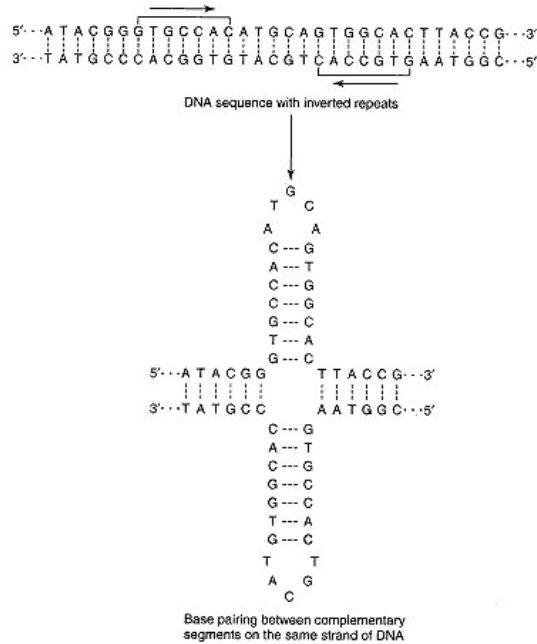 5′···A T A C G G G T G C C A C A T G C A G T G G C A C T T A C C G···3′
3′···T A T G C C C A C G G T G T A C G T C A C C G T G A A T G G C···5′
DNA sequence with inverted repeats
G
T C
A A
C---G
A---T
C---G
C---G
G---C
T---A
G---C
5′···A T A C G G T T A C C G···3′
3′···T A T G C C A A T G G C···5′
C---G
A---T
C---G
G---C
G---C
T---A
G---C
T T
A G
C
Base pairing between complementary
segments on the same strand of DNA